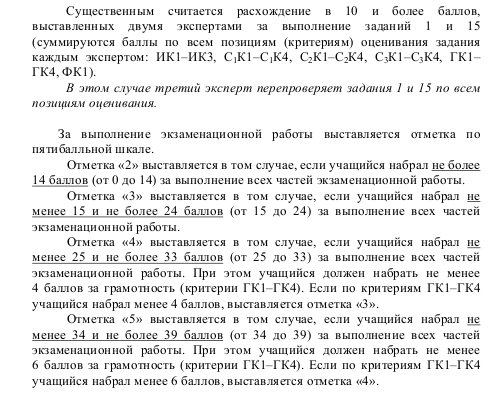 Существенным считается расхождение в 10 и более баллов,
выставленных двумя экспертами за выполнение заданий 1 и 15
(суммируются баллы по всем позициям (критериям) оценивания задания
каждым экспертом: ИК1–ИК3, С1К1–С1К4, С2К1–С2К4, С3К1–С3К4, ГК1–
ГК4, ФК1).
В этом случае третий эксперт перепроверяет задания 1 и 15 по всем
позициям оценивания.
За выполнение экзаменационной работы выставляется отметка по
пятибалльной шкале.
Отметка «2» выставляется в том случае, если учащийся набрал не более
14 баллов (от 0 до 14) за выполнение всех частей экзаменационной работы.
Отметка «3» выставляется в том случае, если учащийся набрал не
менее 15 и не более 24 баллов (от 15 до 24) за выполнение всех частей
экзаменационной работы.
Отметка «4» выставляется в том случае, если учащийся набрал не
менее 25 и не более 33 баллов (от 25 до 33) за выполнение всех частей
экзаменационной работы. При этом учащийся должен набрать не менее
4 баллов за грамотность (критерии ГК1–ГК4). Если по критериям ГК1–ГК4
учащийся набрал менее 4 баллов, выставляется отметка «3».
Отметка «5» выставляется в том случае, если учащийся набрал не
менее 34 и не более 39 баллов (от 34 до 39) за выполнение всех частей
экзаменационной работы. При этом учащийся должен набрать не менее
6 баллов за грамотность (критерии ГК1–ГК4). Если по критериям ГК1–ГК4
учащийся набрал менее 6 баллов, выставляется отметка «4».